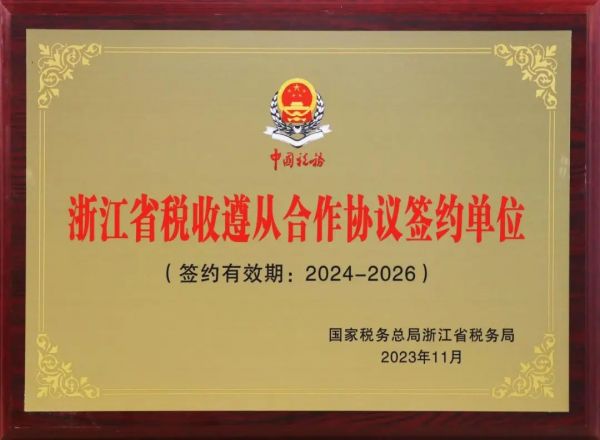 中国税务
浙江省税收遵从合作协议签约单位
（签约有效期：2024-2026）
国家税务总局浙江省税务局
2023年11月